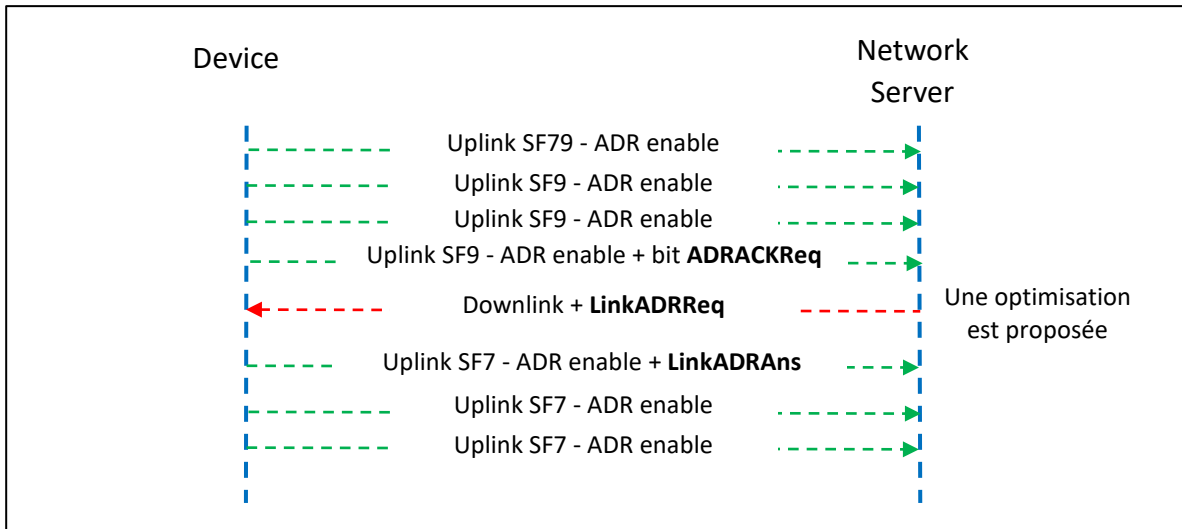 Device
Network
Server
Uplink SF79 - ADR enable
Uplink SF9 - ADR enable
Uplink SF9 - ADR enable
Uplink SF9 - ADR enable + bit ADRACKReq
Downlink + LinkADRReq
Une optimisation
est proposée
Uplink SF7 - ADR enable + LinkADRAns
Uplink SF7 - ADR enable
Uplink SF7 - ADR enable